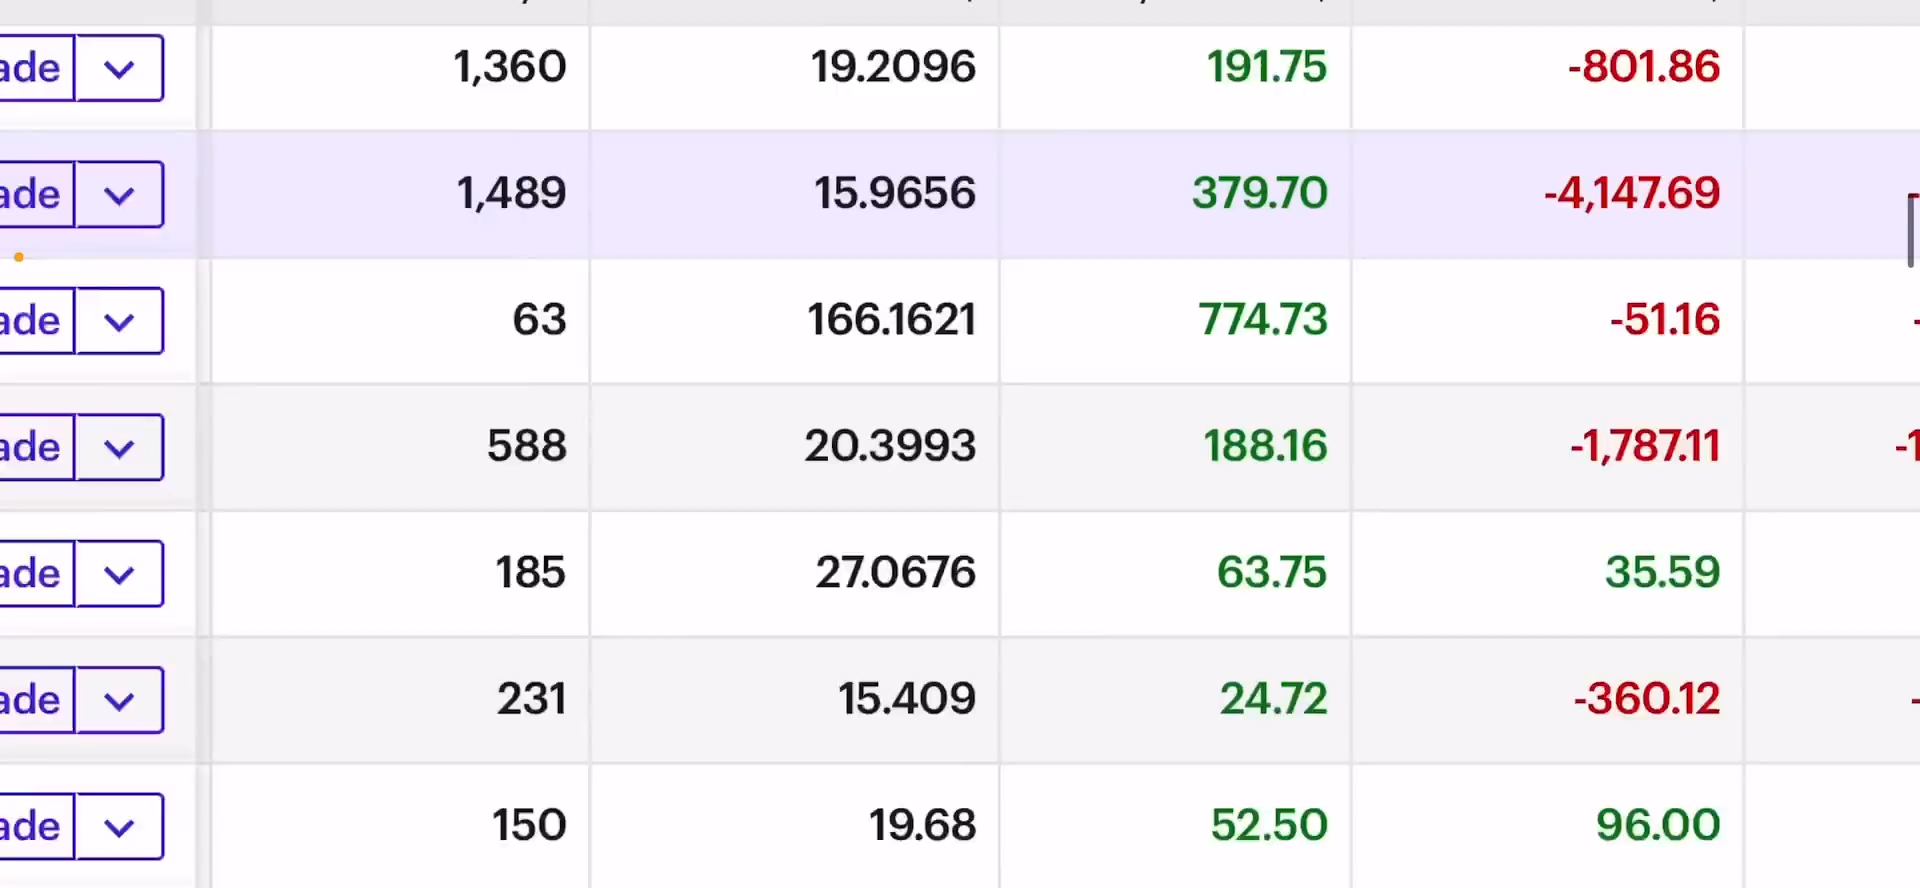 ade 1,360 19.2096 191.75 -801.86
ade 1,489 15.9656 379.70 -4,147.69 -
ade 63 166.1621 774.73 -51.16 -
ade 588 20.3993 188.16 -1,787.11 -1
ade 185 27.0676 63.75 35.59
ade 231 15.409 24.72 -360.12 -
ade 150 19.68 52.50 96.00